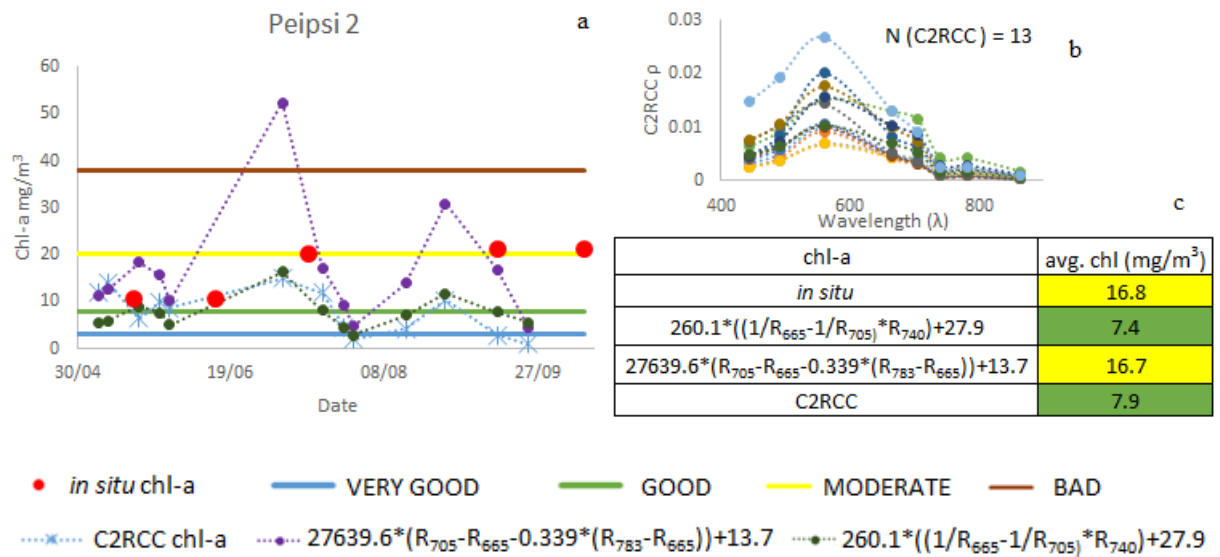 Peipsi 2
a
60
50
40
30
20
10
0
Chl-a mg/m³
30/04 19/06 08/08 27/09
Date
N (C2RCC) = 13
b
0.03
0.02
0.01
0
C2RCC ρ
400 600 800
Wavelength (λ)
c
chl-a avg. chl (mg/m³)
in situ 16.8
260.1*((1/R₆₆₅-1/R₇₀₅)*R₇₄₀)+27.9 7.4
27639.6*(R₇₀₅-R₆₆₅-0.339*(R₇₈₃-R₆₆₅))+13.7 16.7
C2RCC 7.9
in situ chl-a VERY GOOD GOOD MODERATE BAD
C2RCC chl-a 27639.6*(R₇₀₅-R₆₆₅-0.339*(R₇₈₃-R₆₆₅))+13.7 260.1*((1/R₆₆₅-1/R₇₀₅)*R₇₄₀)+27.9